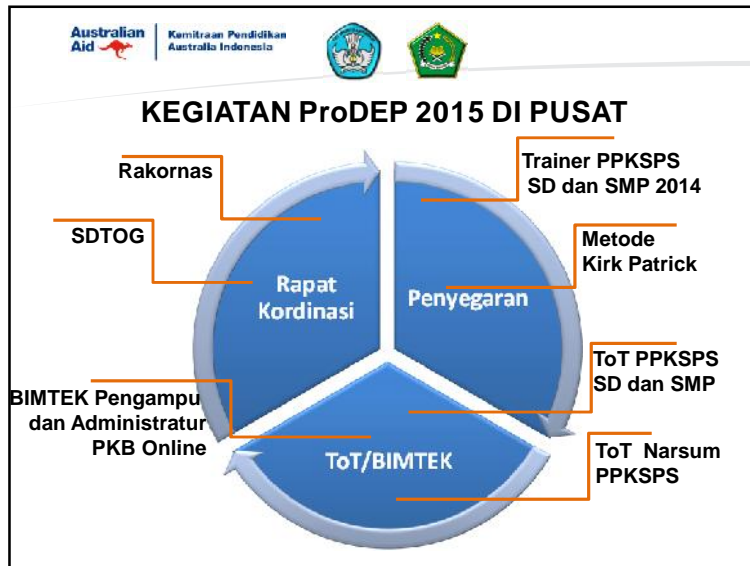 Australian
Aid
Kemitraan Pendidikan
Australia Indonesia
KEGIATAN ProDEP 2015 DI PUSAT
Rakornas
SDTOG
Rapat
Kordinasi
Trainer PPKSPS
SD dan SMP 2014
Metode
Kirk Patrick
Penyegaran
ToT PPKSPS
SD dan SMP
ToT Narsum
PPKSPS
BIMTEK Pengampu
dan Administratur
PKB Online
ToT/BIMTEK